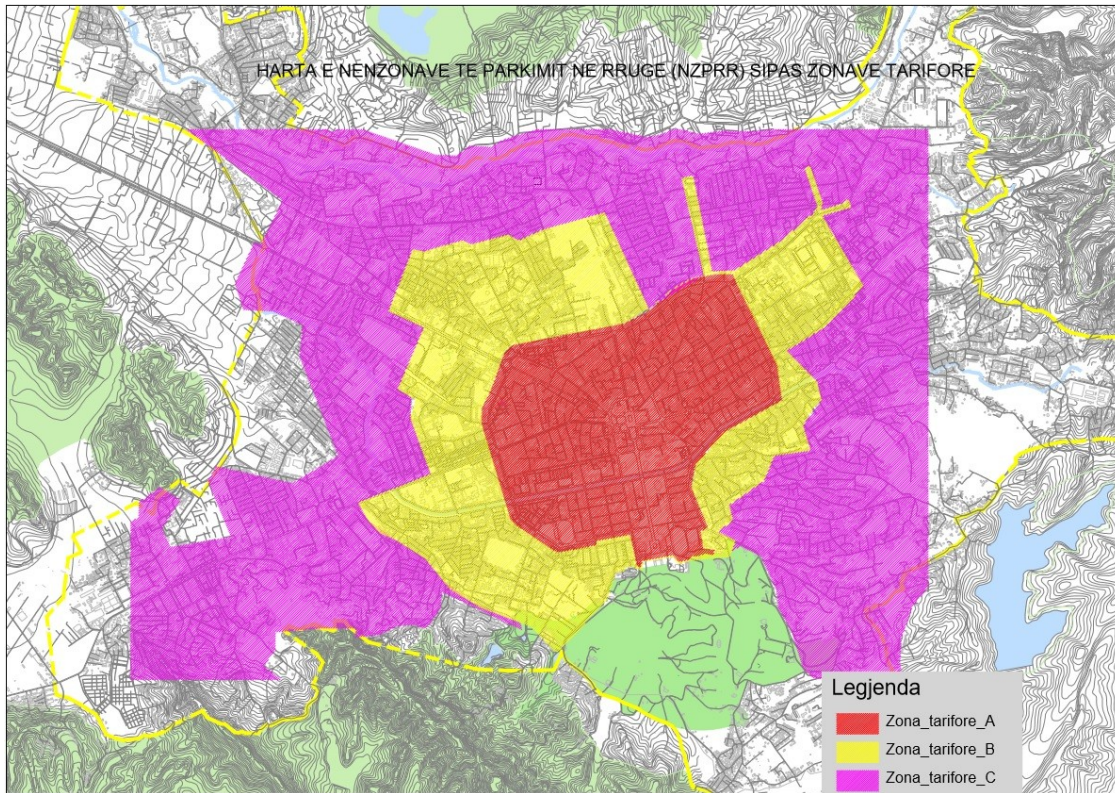 HARTA E NENZONAVE TE PARKIMIT NE RRUGE (NZPRR) SIPAS ZONAVE TARIFORE
Legjenda
Zona_tarifore_A
Zona_tarifore_B
Zona_tarifore_C